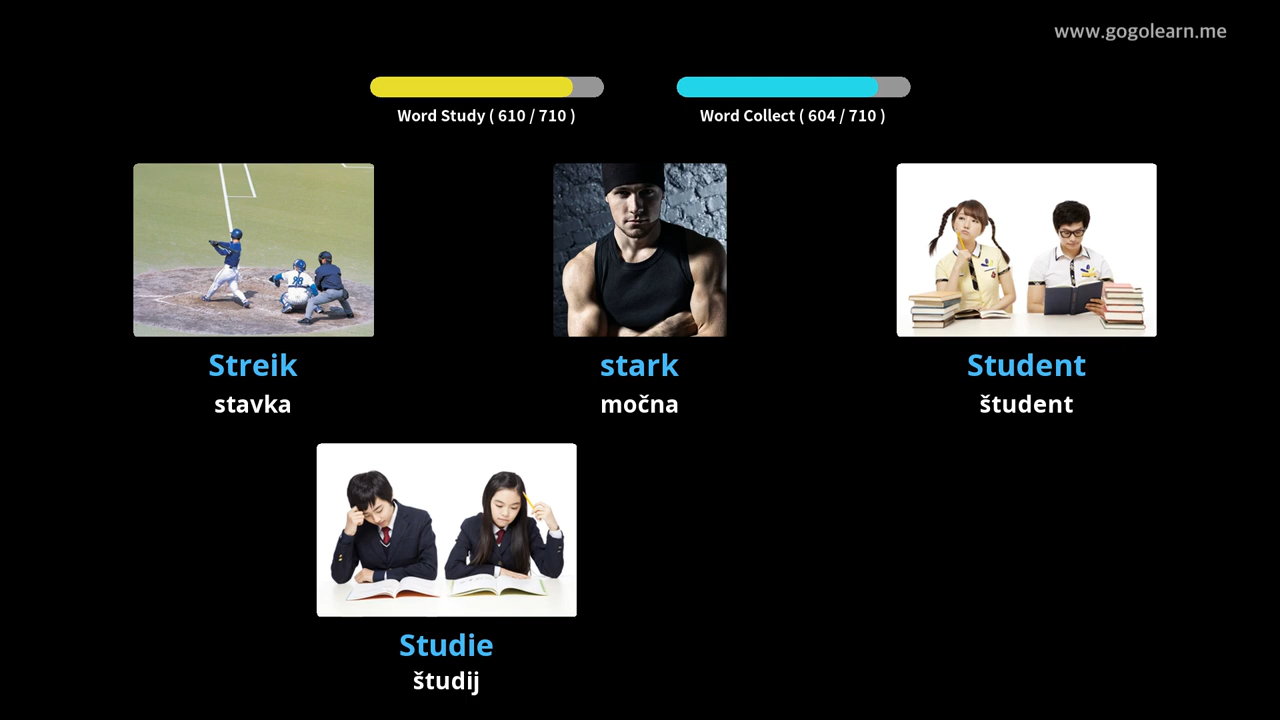 www.gogolearn.me
Word Study ( 610 / 710 )
Word Collect ( 604 / 710 )
Streik
stavka
stark
močna
Student
študent
Studie
študij